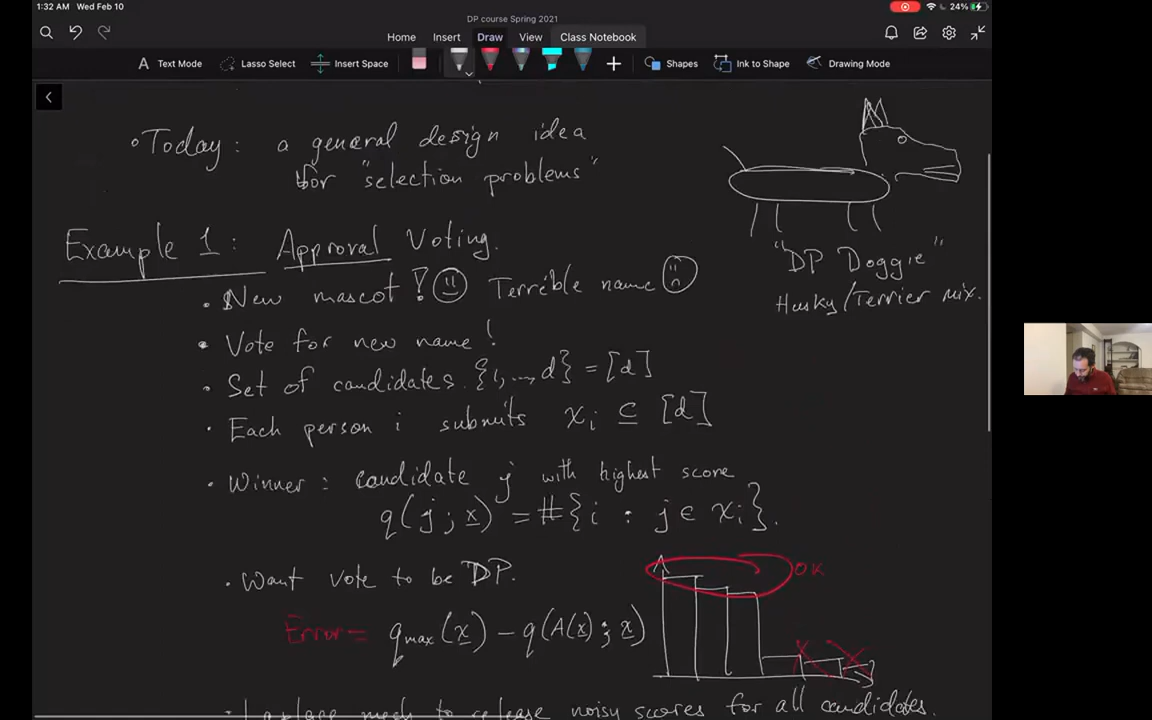 1:32 AM Wed Feb 10
24%
DP course Spring 2021
Home Insert Draw View Class Notebook
Text Mode Lasso Select Insert Space Shapes Ink to Shape Drawing Mode
• Today: a general design idea
for "selection problems"
"DP Doggie"
Husky/Terrier mix.
Example 1: Approval Voting.
• New mascot! Terrible name
• Vote for new name!
• Set of candidates. {1, ..., d} = [d]
• Each person i submits x_i ⊆ [d]
• Winner: candidate j with highest score
q(j; x) = #{i : j ∈ x_i}.
• Want vote to be DP.
OK
Error = q_max(x) - q(A(x); x)
• Laplace mech to release noisy scores for all candidates.